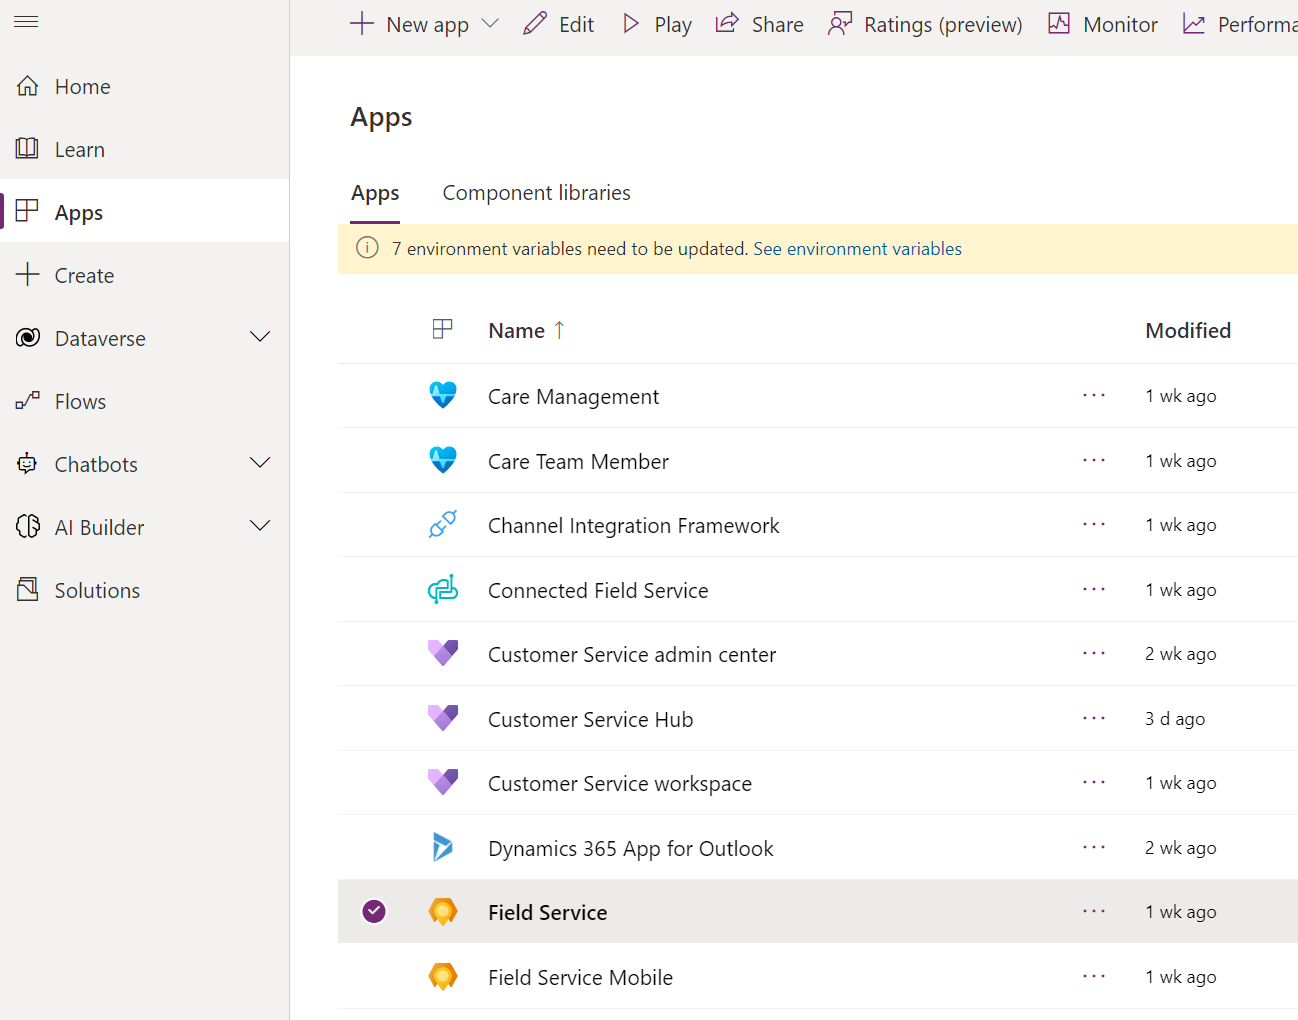 New app
Edit
Play
Share
Ratings (preview)
Monitor
Performa
Home
Learn
Apps
Create
Dataverse
Flows
Chatbots
AI Builder
Solutions
Apps
Apps
Component libraries
7 environment variables need to be updated. See environment variables
Name ↑ Modified
Care Management ··· 1 wk ago
Care Team Member ··· 1 wk ago
Channel Integration Framework ··· 1 wk ago
Connected Field Service ··· 1 wk ago
Customer Service admin center ··· 2 wk ago
Customer Service Hub ··· 3 d ago
Customer Service workspace ··· 1 wk ago
Dynamics 365 App for Outlook ··· 2 wk ago
Field Service ··· 1 wk ago
Field Service Mobile ··· 1 wk ago